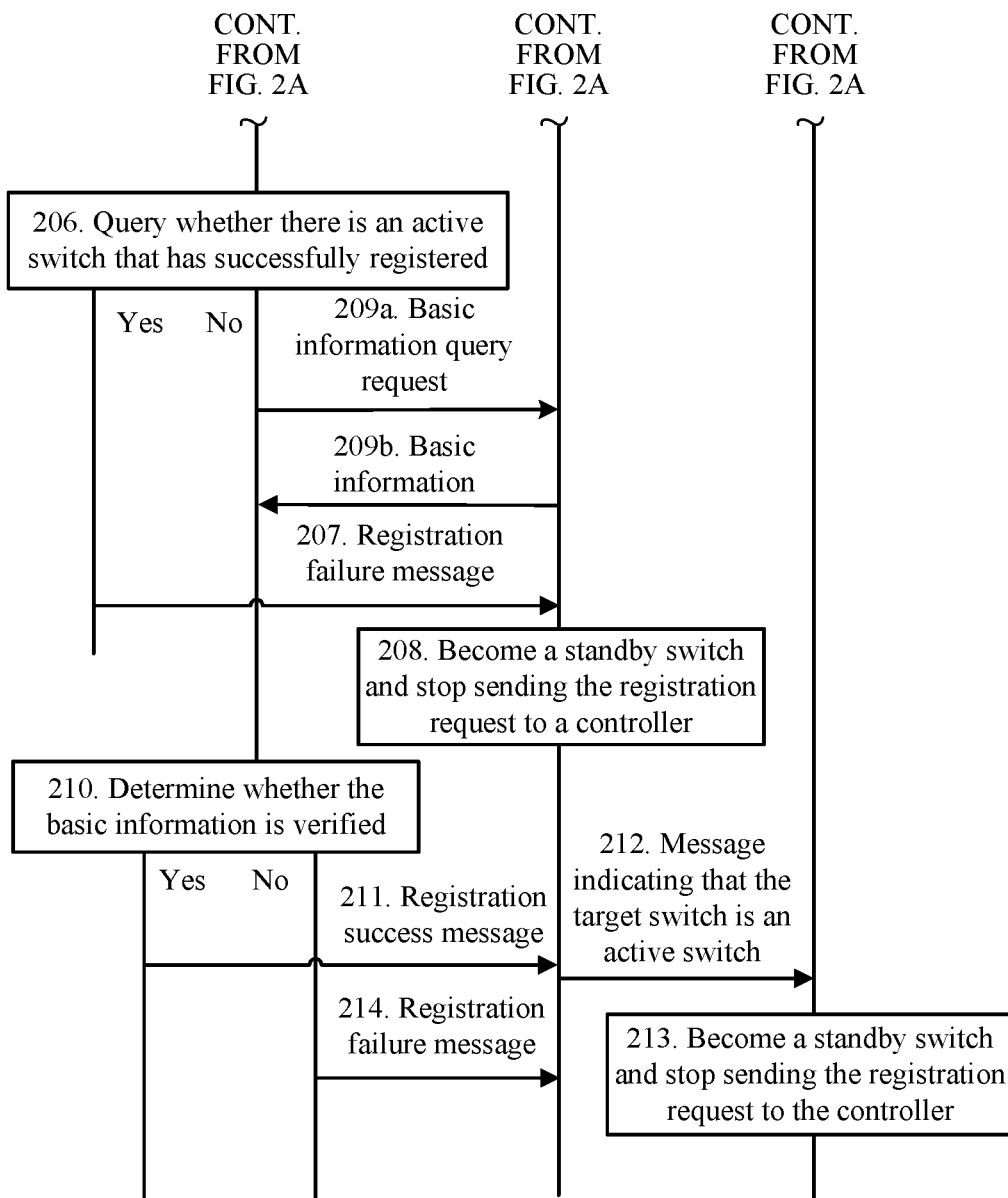 CONT.
FROM
FIG. 2A
CONT.
FROM
FIG. 2A
CONT.
FROM
FIG. 2A
206. Query whether there is an active
switch that has successfully registered
Yes
No
209a. Basic
information query
request
209b. Basic
information
207. Registration
failure message
208. Become a standby switch
and stop sending the registration
request to a controller
210. Determine whether the
basic information is verified
Yes
No
211. Registration
success message
212. Message
indicating that the
target switch is an
active switch
214. Registration
failure message
213. Become a standby switch
and stop sending the registration
request to the controller